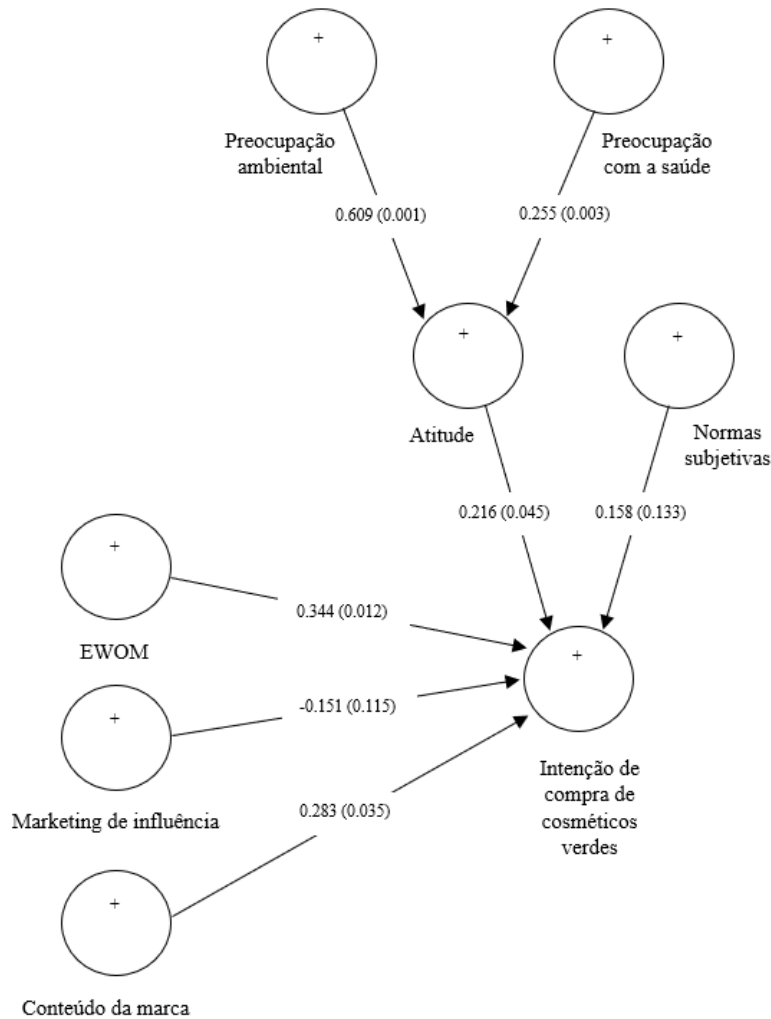 +
+
Preocupação
ambiental
Preocupação
com a saúde
0.609 (0.001)
0.255 (0.003)
+
+
Atitude
Normas
subjetivas
0.216 (0.045)
0.158 (0.133)
+
EWOM
0.344 (0.012)
+
+
-0.151 (0.115)
Marketing de influência
Intenção de
compra de
cosméticos
verdes
0.283 (0.035)
+
Conteúdo da marca